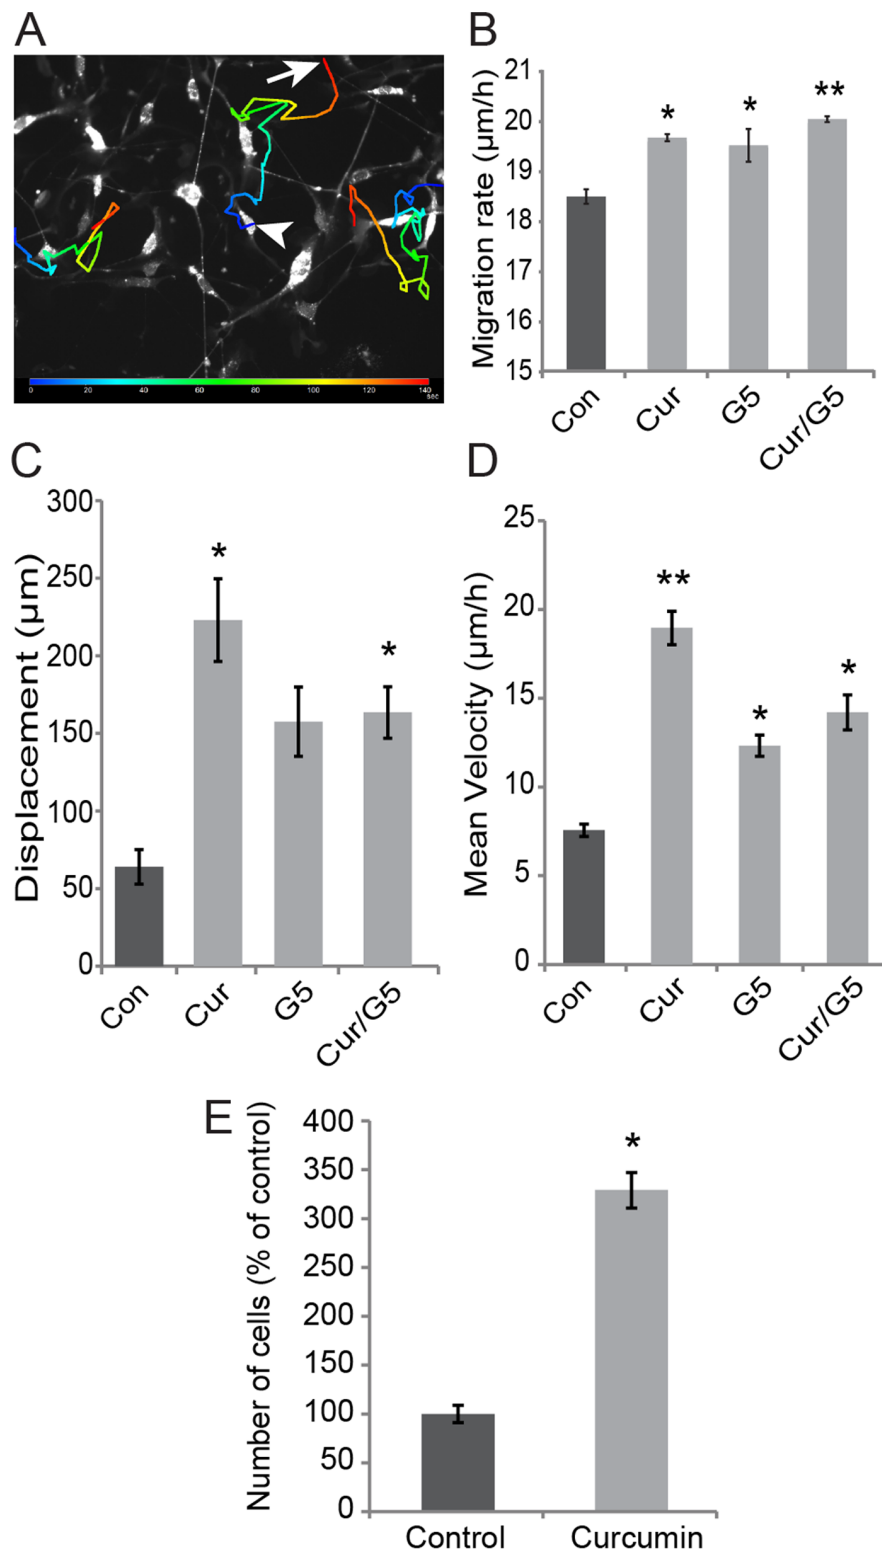 A
0 20 40 60 80 100 120 140
sec
B
Migration rate (µm/h)
21
20
19
18
17
16
15
*
*
**
Con
Cur
G5
Cur/G5
C
Displacement (µm)
300
250
200
150
100
50
0
*
*
Con
Cur
G5
Cur/G5
D
Mean Velocity (µm/h)
25
20
15
10
5
0
**
*
*
Con
Cur
G5
Cur/G5
E
Number of cells (% of control)
400
350
300
250
200
150
100
50
0
*
Control
Curcumin